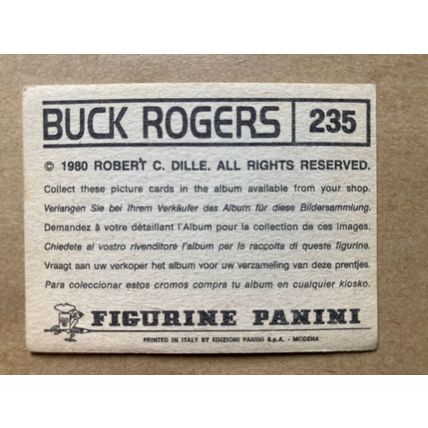 BUCK ROGERS 235
© 1980 ROBERT C. DILLE. ALL RIGHTS RESERVED.
Collect these picture cards in the album available from your shop.
Verlangen Sie bei Ihrem Verkäufer das Album für diese Bildersammlung.
Demandez à votre détaillant l'Album pour la collection de ces images.
Chiedete al vostro rivenditore l'album per la raccolta di queste figurine.
Vraagt aan uw verkoper het album voor uw verzameling van deze prentjes.
Para coleccionar estos cromos compra tu album en cualquier kiosko.
FIGURINE PANINI
PRINTED IN ITALY BY EDIZIONI PANINI S.p.A. - MODENA